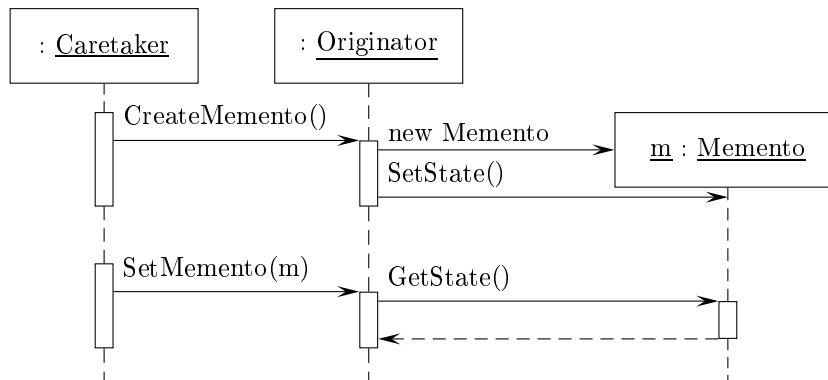 : Caretaker
: Originator
CreateMemento()
new Memento
m : Memento
SetState()
SetMemento(m)
GetState()